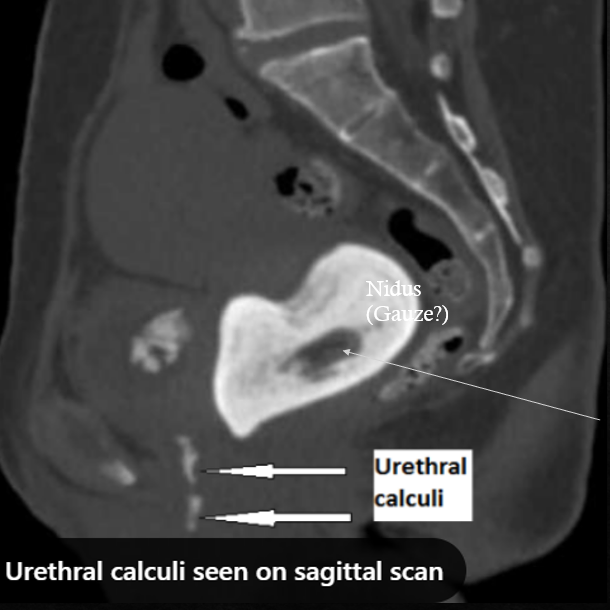 Nidus
(Gauze?)
Urethral
calculi
Urethral calculi seen on sagittal scan